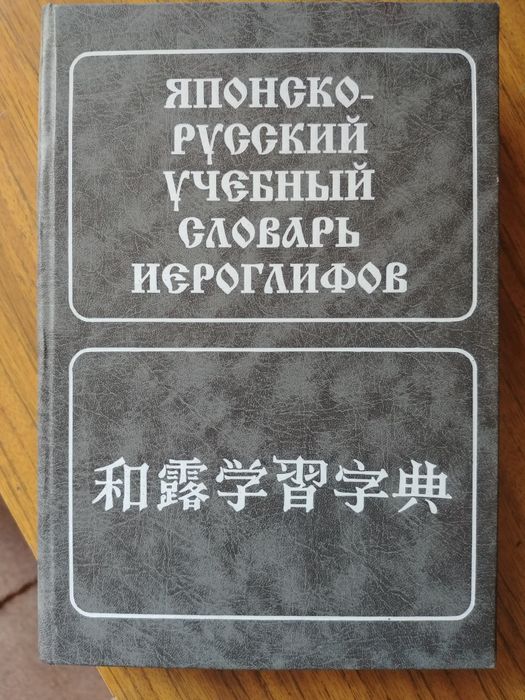 ЯПОНСКО-
РУССКИЙ
УЧЕБНЫЙ
СЛОВАРЬ
ИЕРОГЛИФОВ
和露学習字典